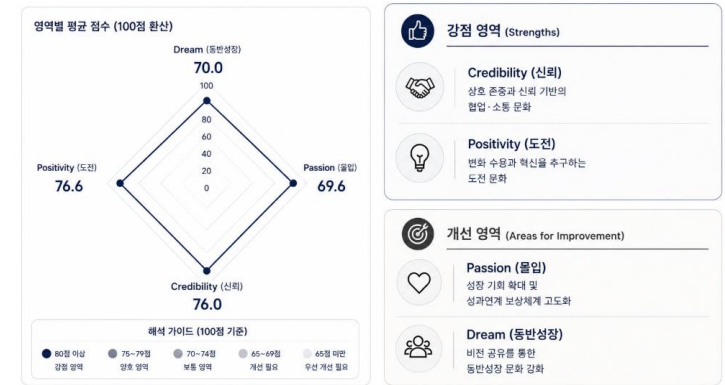 영역별 평균 점수 (100점 환산)
Dream (동반성장)
70.0
100
80
60
40
20
0
Positivity (도전)
76.6
Passion (몰입)
69.6
Credibility (신뢰)
76.0
해석 가이드 (100점 기준)
80점 이상
강점 영역
75~79점
양호 영역
70~74점
보통 영역
65~69점
개선 필요
65점 미만
우선 개선 필요
강점 영역 (Strengths)
Credibility (신뢰)
상호 존중과 신뢰 기반의
협업·소통 문화
Positivity (도전)
변화 수용과 혁신을 추구하는
도전 문화
개선 영역 (Areas for Improvement)
Passion (몰입)
성장 기회 확대 및
성과연계 보상체계 고도화
Dream (동반성장)
비전 공유를 통한
동반성장 문화 강화